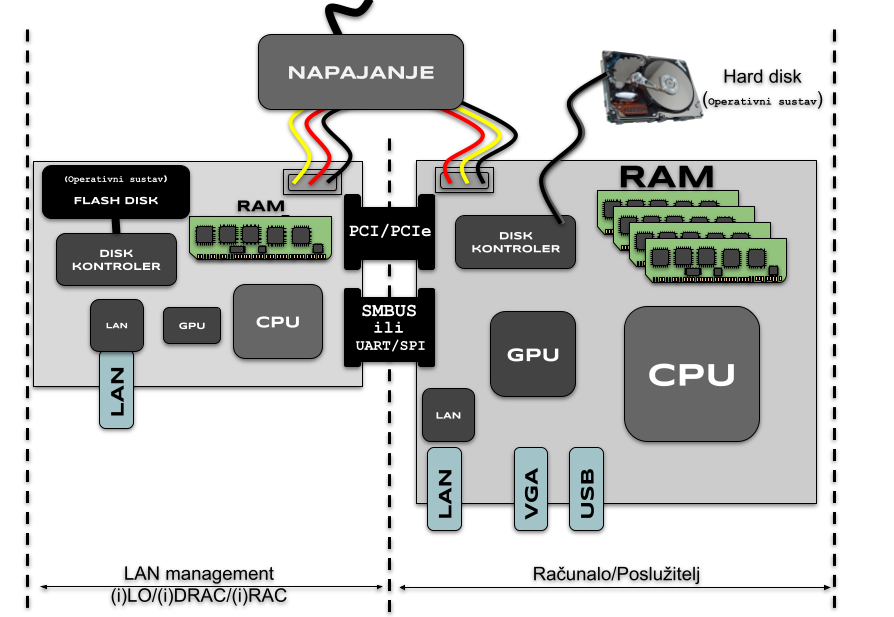 NAPAJANJE
Hard disk
(Operativni sustav)
(Operativni sustav)
FLASH DISK
DISK
KONTROLER
RAM
LAN
GPU
CPU
LAN
PCI/PCIe
SMBUS
ili
UART/SPI
RAM
DISK
KONTROLER
GPU
CPU
LAN
LAN
VGA
USB
LAN management
(i)LO/(i)DRAC/(i)RAC
Računalo/Poslužitelj